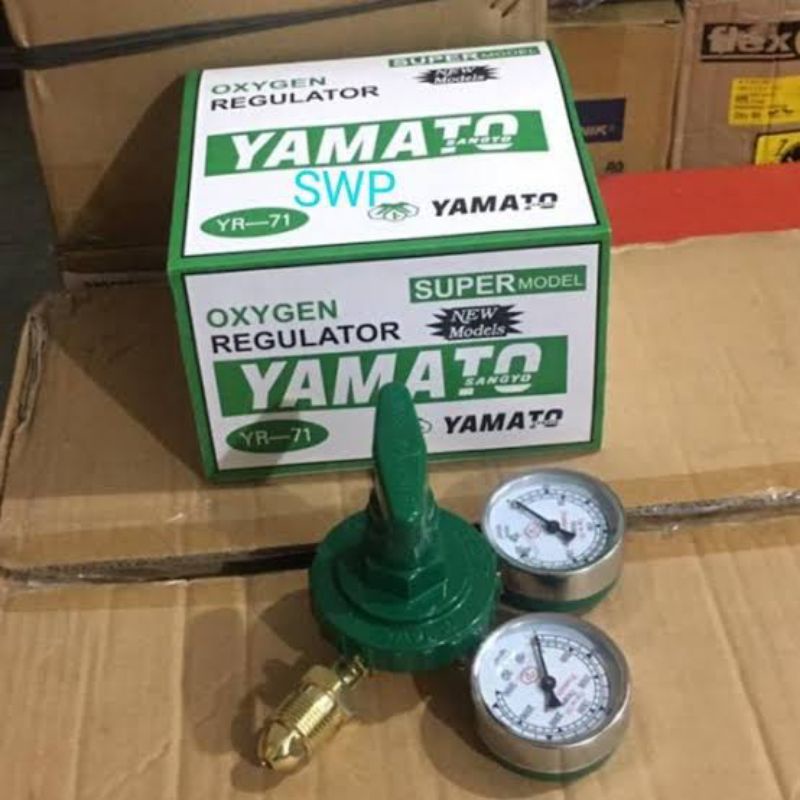 SUPER MODEL
NEW
Models
OXYGEN
REGULATOR
YAMATO
SANGYO
SWP
YR—71
YAMATO
SUPER MODEL
OXYGEN
REGULATOR
NEW
Models
YAMATO
SANGYO
YR—71
YAMATO